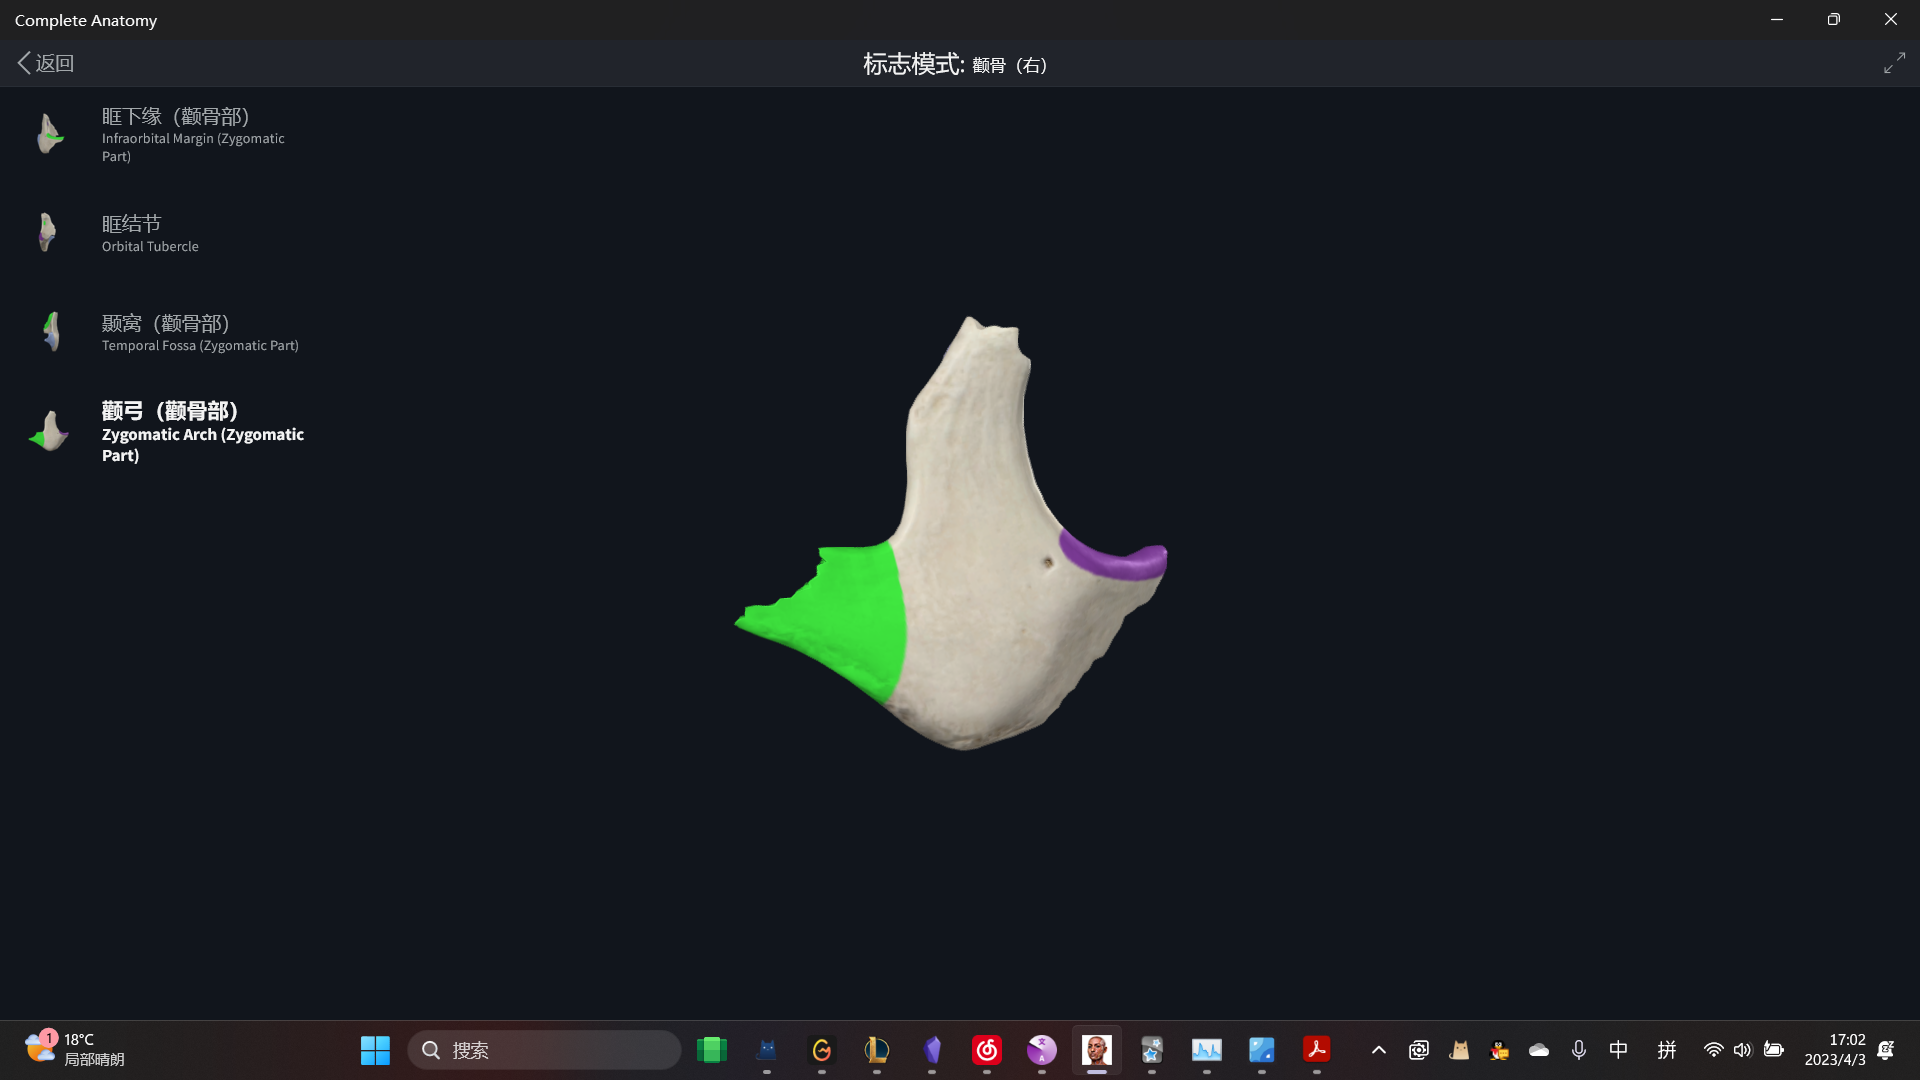 Complete Anatomy
返回
标志模式: 颧骨（右）
眶下缘（颧骨部）
Infraorbital Margin (Zygomatic
Part)
眶结节
Orbital Tubercle
颞窝（颧骨部）
Temporal Fossa (Zygomatic Part)
颧弓（颧骨部）
Zygomatic Arch (Zygomatic
Part)
1
18°C
局部晴朗
搜索
中
拼
17:02
2023/4/3